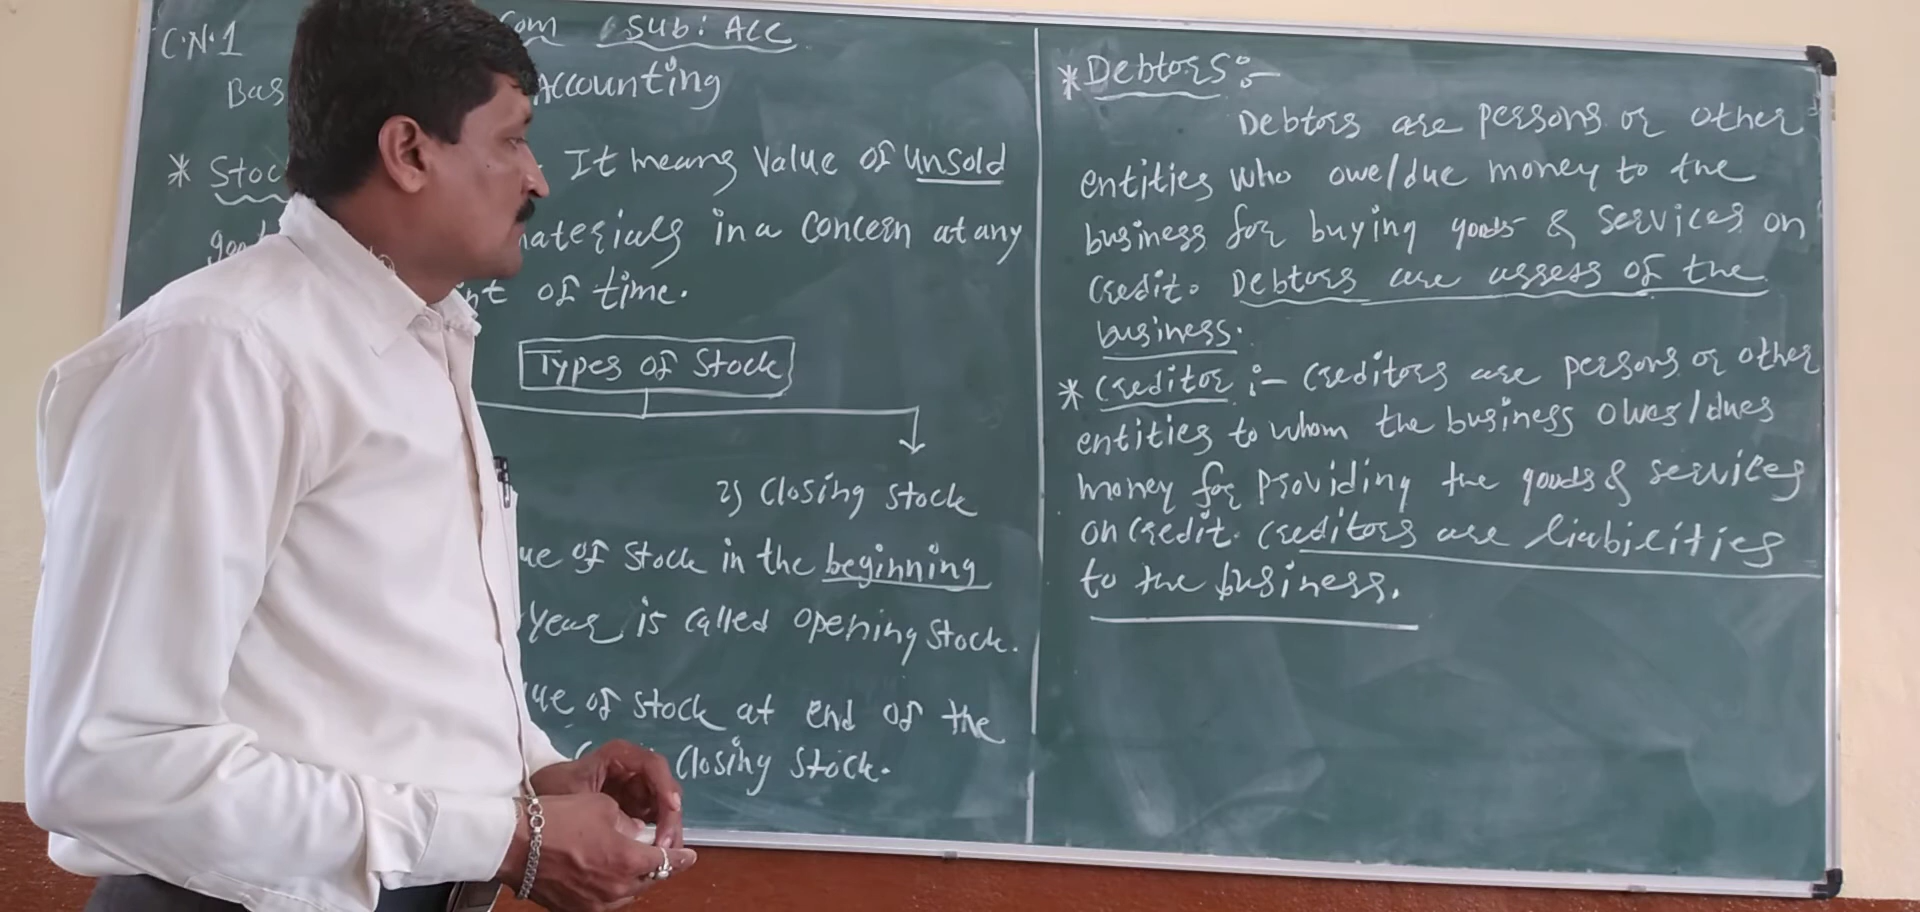 C.N.1 Com Sub: ACC
Bas Accounting
* Stoc It means Value of unsold
good materials in a concern at any
nt of time.
Types of Stock
2) Closing stock
ue of stock in the beginning
Year is called opening stock.
ue of stock at end of the
Closing stock.
* Debtors :-
Debtors are persons or other
entities who owe/due money to the
business for buying goods & services on
credit. Debtors are assess of the
business.
* Creditor :- Creditors are persons or other
entities to whom the business owes/dues
money for providing the goods & services
on credit. Creditors are liabilities
to the business.